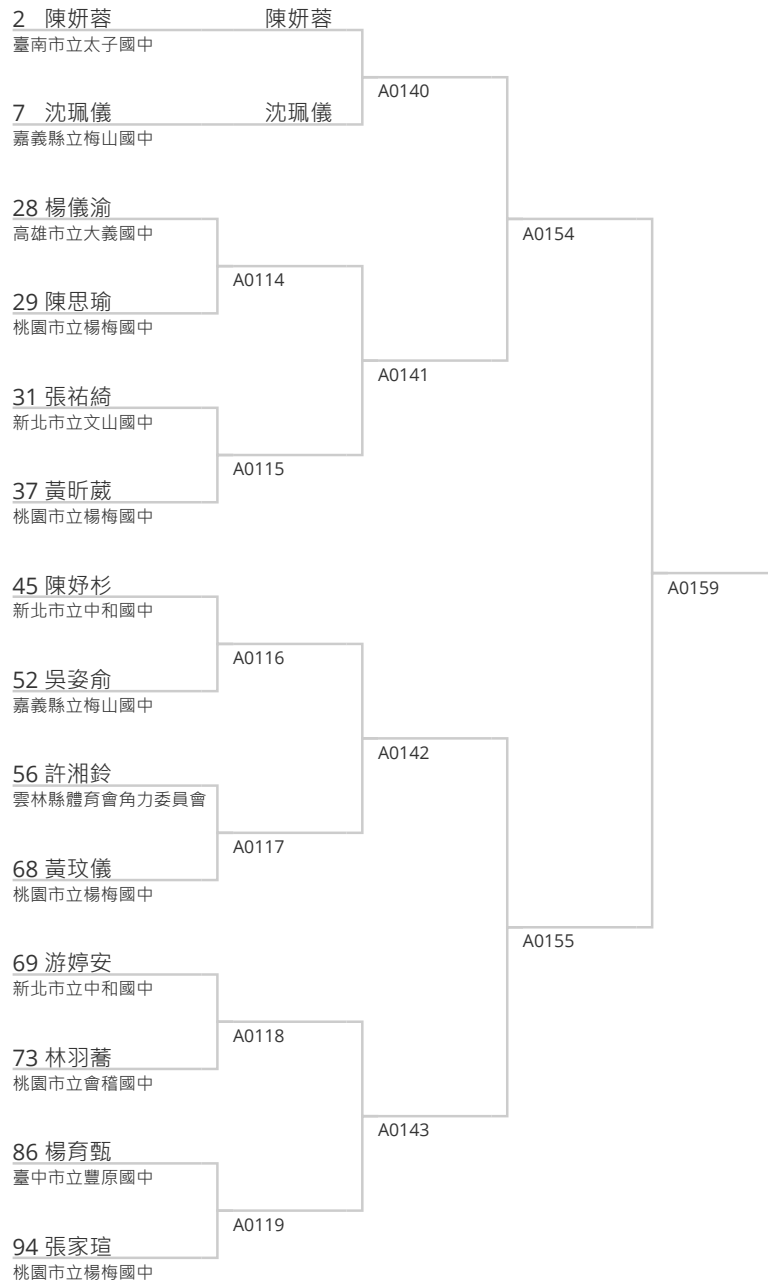 2 陳妍蓉 陳妍蓉
臺南市立太子國中
A0140
7 沈珮儀 沈珮儀
嘉義縣立梅山國中
28 楊儀渝
高雄市立大義國中
A0154
A0114
29 陳思瑜
桃園市立楊梅國中
A0141
31 張祐綺
新北市立文山國中
A0115
37 黃昕葳
桃園市立楊梅國中
45 陳妤杉
A0159
新北市立中和國中
A0116
52 吳姿俞
嘉義縣立梅山國中
A0142
56 許湘鈴
雲林縣體育會角力委員會
A0117
68 黃玟儀
桃園市立楊梅國中
A0155
69 游婷安
新北市立中和國中
A0118
73 林羽蕎
桃園市立會稽國中
A0143
86 楊育甄
臺中市立豐原國中
A0119
94 張家瑄
桃園市立楊梅國中